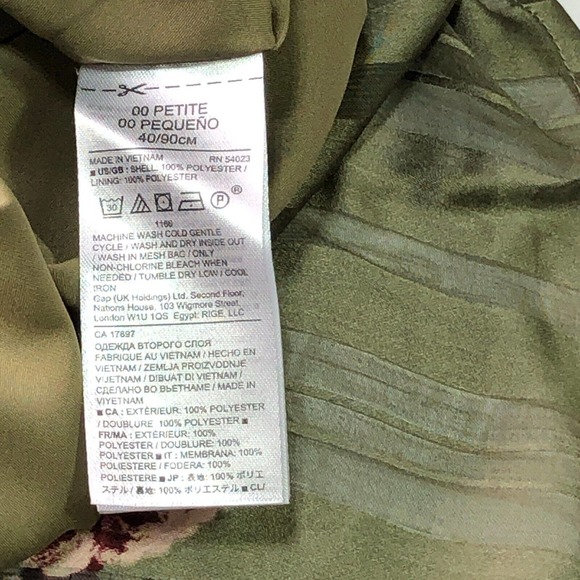 00 PETITE
00 PEQUEÑO
40/90CM
MADE IN VIETNAM RN 54023
■ US/GB : SHELL: 100% POLYESTER /
LINING: 100% POLYESTER
30 P ®
1166
MACHINE WASH COLD GENTLE
CYCLE / WASH AND DRY INSIDE OUT
/ WASH IN MESH BAG / ONLY
NON-CHLORINE BLEACH WHEN
NEEDED / TUMBLE DRY LOW / COOL
IRON
Gap (UK Holdings) Ltd. Second Floor,
Nations House, 103 Wigmore Street,
London W1U 1QS Egypt: RIGE, LLC
CA 17897
ОДЕЖДА ВТОРОГО СЛОЯ
FABRIQUE AU VIETNAM / HECHO EN
VIETNAM / ZEMLJA PROIZVODNJE
VIJETNAM / DIBUAT DI VIETNAM /
СДЕЛАНО ВО ВЬЕТНАМЕ / MADE IN
VIYETNAM
■ CA : EXTÉRIEUR: 100% POLYESTER
/ DOUBLURE: 100% POLYESTER ■
FR/MA : EXTÉRIEUR: 100%
POLYESTER / DOUBLURE: 100%
POLYESTER ■ IT : MEMBRANA: 100%
POLIESTERE / FODERA: 100%
POLIESTERE ■ JP : 表地: 100% ポリエ
ステル / 裏地: 100% ポリエステル ■ CL/